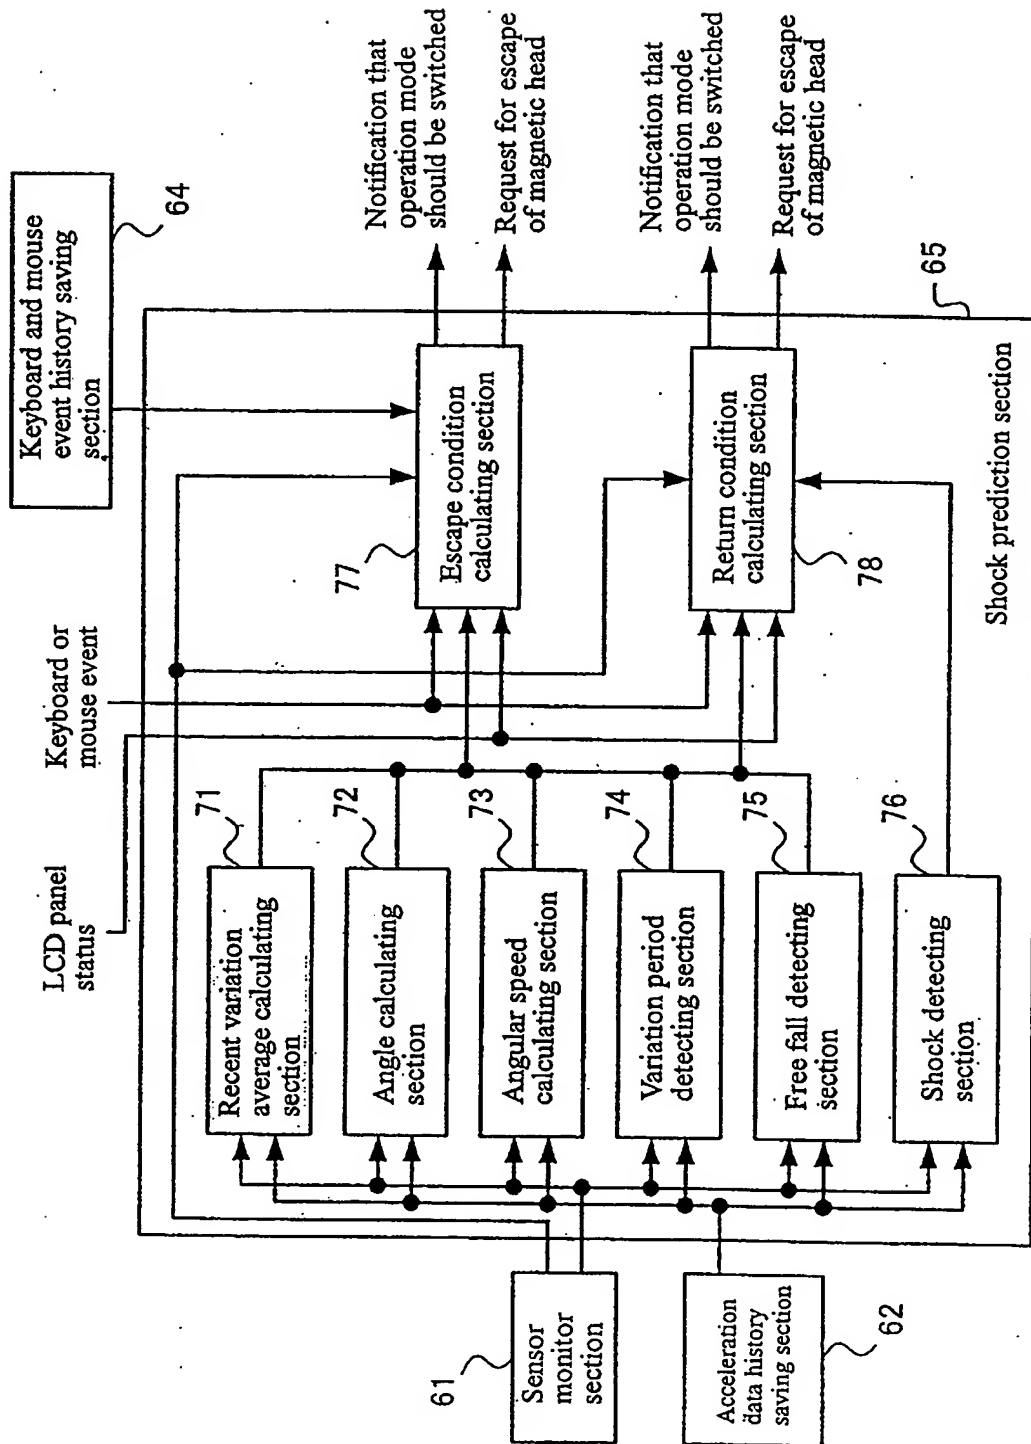 Keyboard and mouse
event history saving
section
64
LCD panel
status
Keyboard or
mouse event
61
Sensor
monitor
section
Acceleration
data history
saving section
62
71
Recent variation
average calculating
section
72
Angle calculating
section
73
Angular speed
calculating section
74
Variation period
detecting section
75
Free fall detecting
section
76
Shock detecting
section
77
Escape condition
calculating section
Return condition
calculating section
78
Notification that
operation mode
should be switched
Request for escape
of magnetic head
Notification that
operation mode
should be switched
Request for escape
of magnetic head
Shock prediction section
65